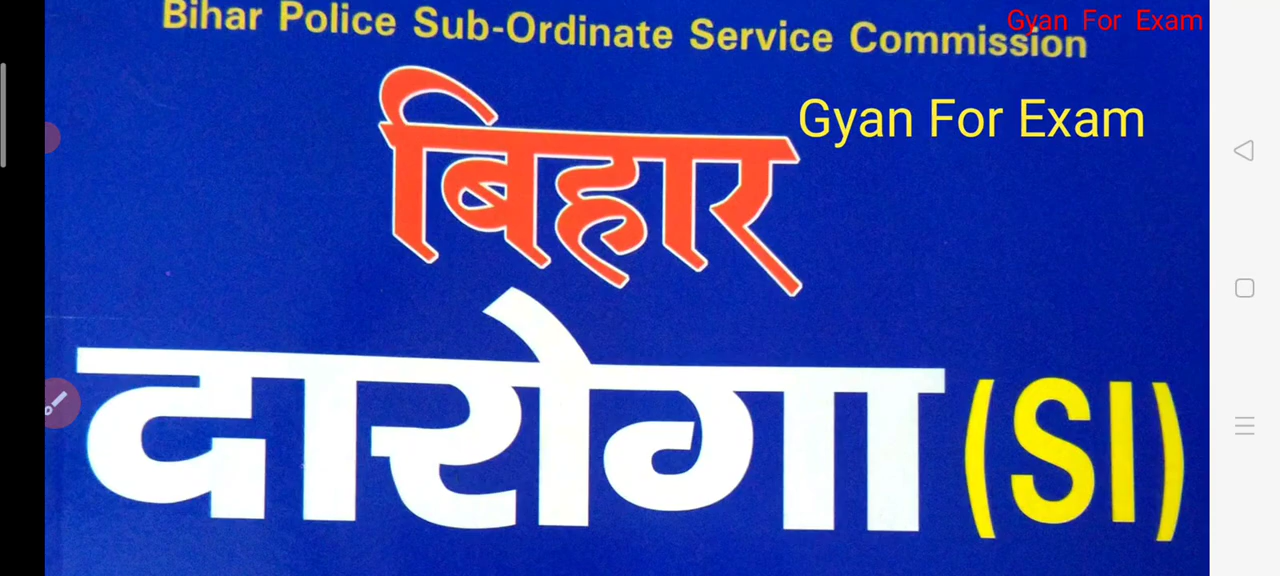 Bihar Police Sub-Ordinate Service Commission
Gyan For Exam
Gyan For Exam
बिहार
दारोगा (SI)